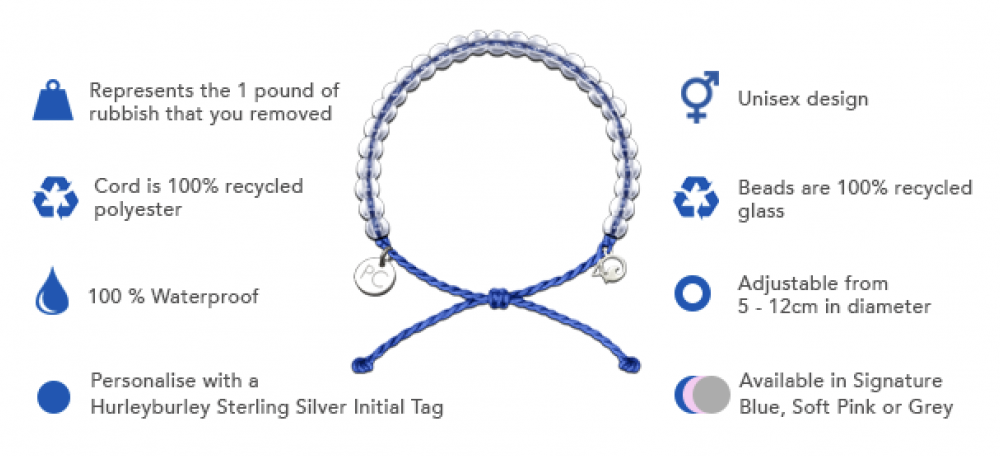 Represents the 1 pound of
rubbish that you removed
Cord is 100% recycled
polyester
100 % Waterproof
Personalise with a
Hurleyburley Sterling Silver Initial Tag
PC
Unisex design
Beads are 100% recycled
glass
Adjustable from
5 - 12cm in diameter
Available in Signature
Blue, Soft Pink or Grey